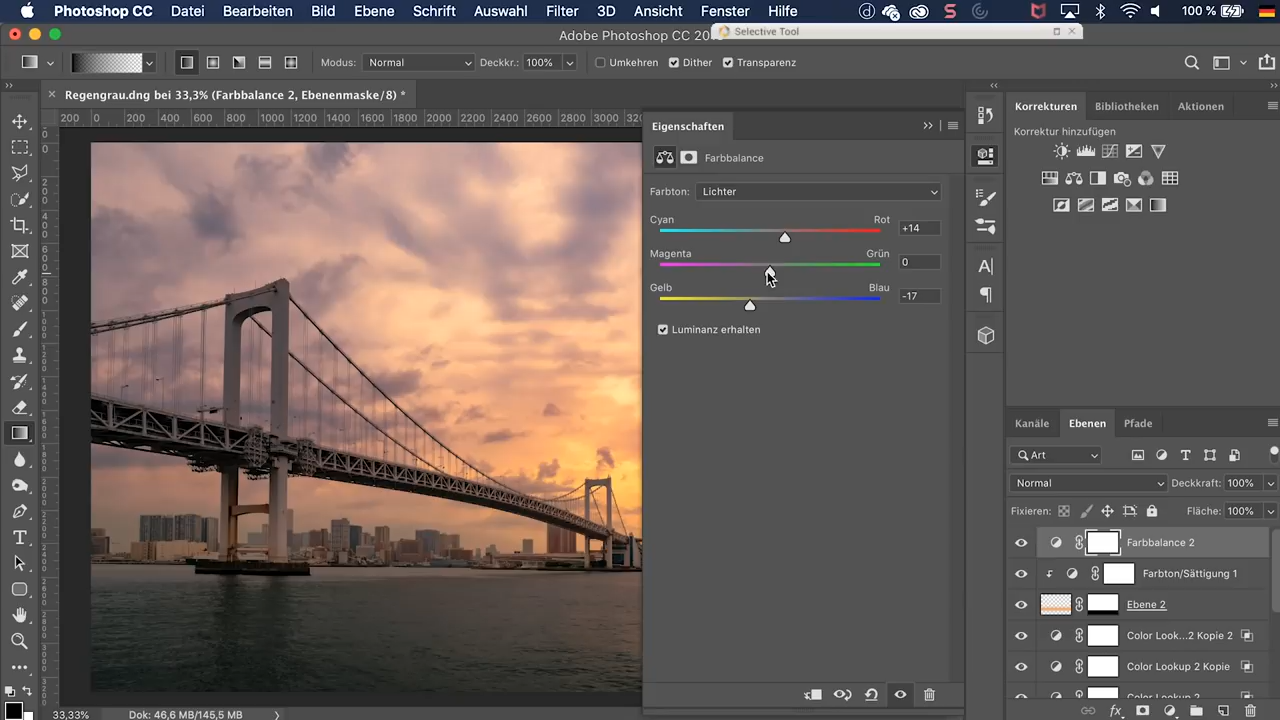 Photoshop CC Datei Bearbeiten Bild Ebene Schrift Auswahl Filter 3D Ansicht Fenster Hilfe 100 %
Adobe Photoshop CC 20
Selective Tool
Modus: Normal Deckkr.: 100% Umkehren Dither Transparenz
Regengrau.dng bei 33,3% (Farbbalance 2, Ebenenmaske/8) *
200 0 200 400 600 800 1000 1200 1400 1600 1800 2000 2200 2400 2600 2800 3000
Eigenschaften
Farbbalance
Farbton: Lichter
Cyan Rot +14
Magenta Grün 0
Gelb Blau -17
Luminanz erhalten
Korrekturen Bibliotheken Aktionen
Korrektur hinzufügen
Kanäle Ebenen Pfade
Art
Normal Deckkraft: 100%
Fixieren: Fläche: 100%
Farbbalance 2
Farbton/Sättigung 1
Ebene 2
Color Look...2 Kopie 2
Color Lookup 2 Kopie
Color Lookup 2
33,33% Dok: 46,6 MB/145,5 MB